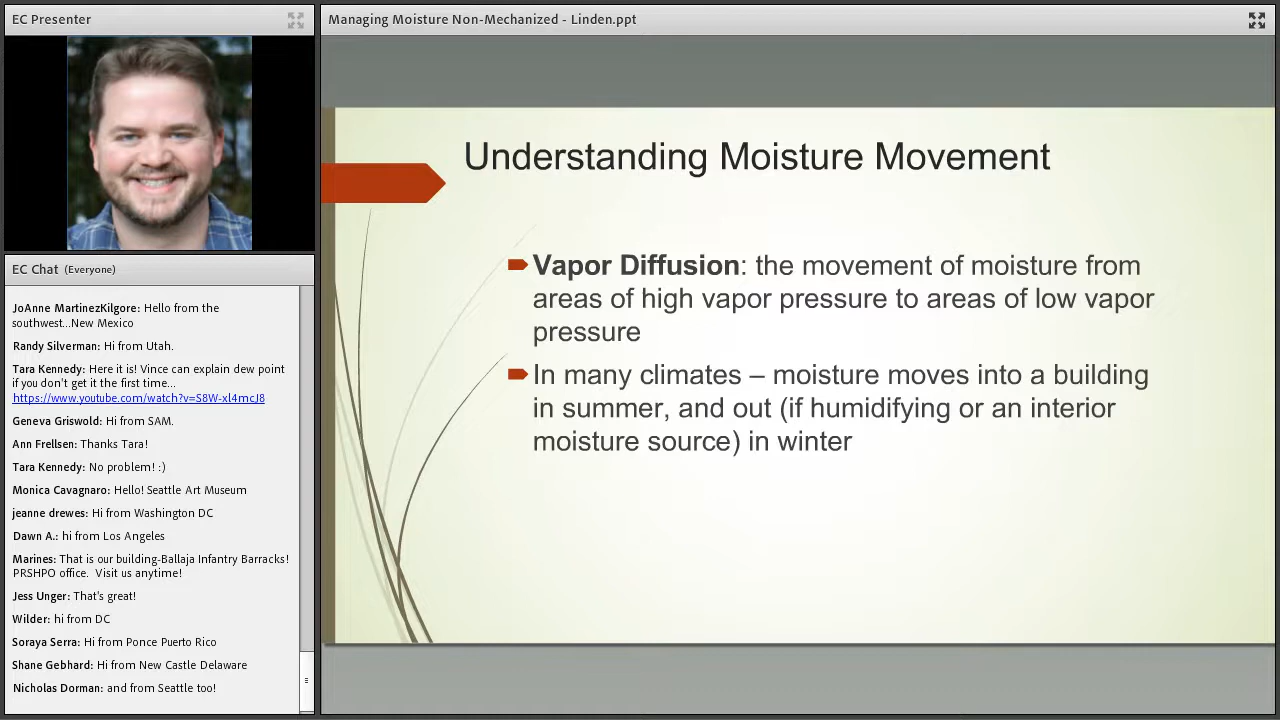 EC Presenter
EC Chat (Everyone)
JoAnne MartinezKilgore: Hello from the
southwest...New Mexico
Randy Silverman: Hi from Utah.
Tara Kennedy: Here it is! Vince can explain dew point
if you don't get it the first time...
https://www.youtube.com/watch?v=S8W-xl4mcJ8
Geneva Griswold: Hi from SAM.
Ann Frellsen: Thanks Tara!
Tara Kennedy: No problem! :)
Monica Cavagnaro: Hello! Seattle Art Museum
jeanne drewes: Hi from Washington DC
Dawn A.: hi from Los Angeles
Marines: That is our building-Ballaja Infantry Barracks!
PRSHPO office.  Visit us anytime!
Jess Unger: That's great!
Wilder: hi from DC
Soraya Serra: Hi from Ponce Puerto Rico
Shane Gebhard: Hi from New Castle Delaware
Nicholas Dorman: and from Seattle too!
Managing Moisture Non-Mechanized - Linden.ppt
Understanding Moisture Movement
Vapor Diffusion: the movement of moisture from
areas of high vapor pressure to areas of low vapor
pressure
In many climates – moisture moves into a building
in summer, and out (if humidifying or an interior
moisture source) in winter